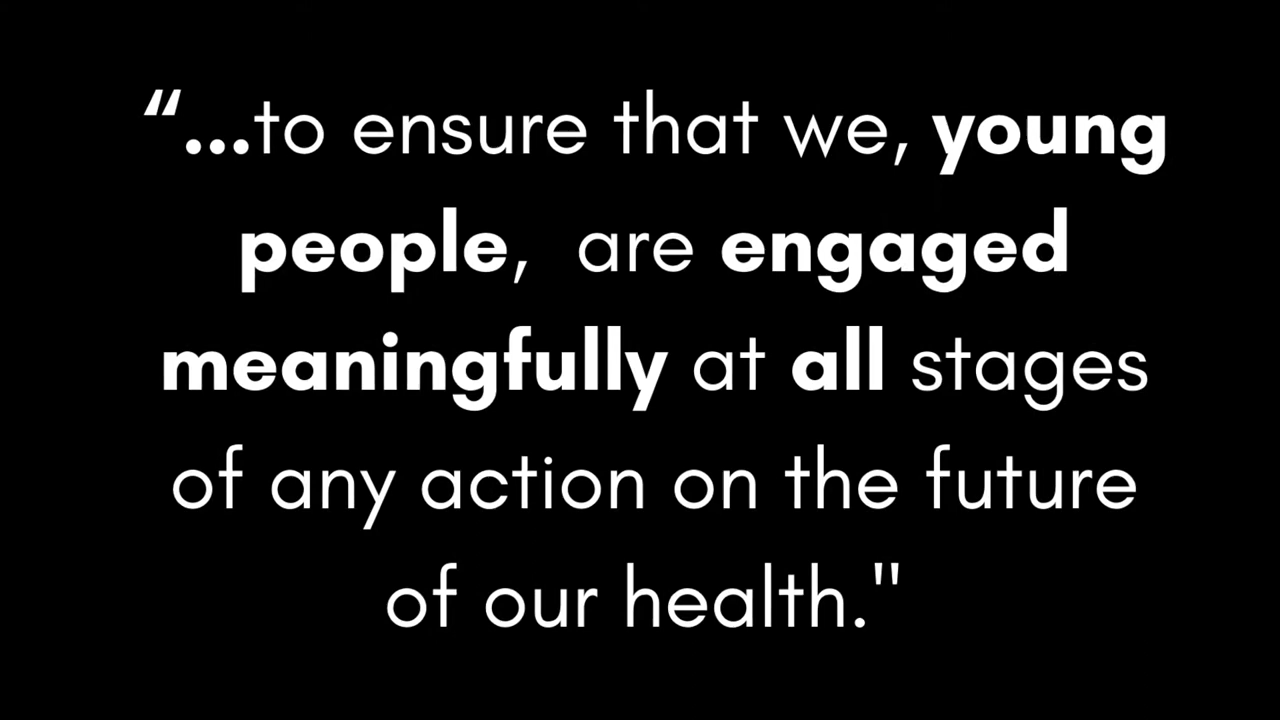 “...to ensure that we, young
people,  are engaged
meaningfully at all stages
of any action on the future
of our health."